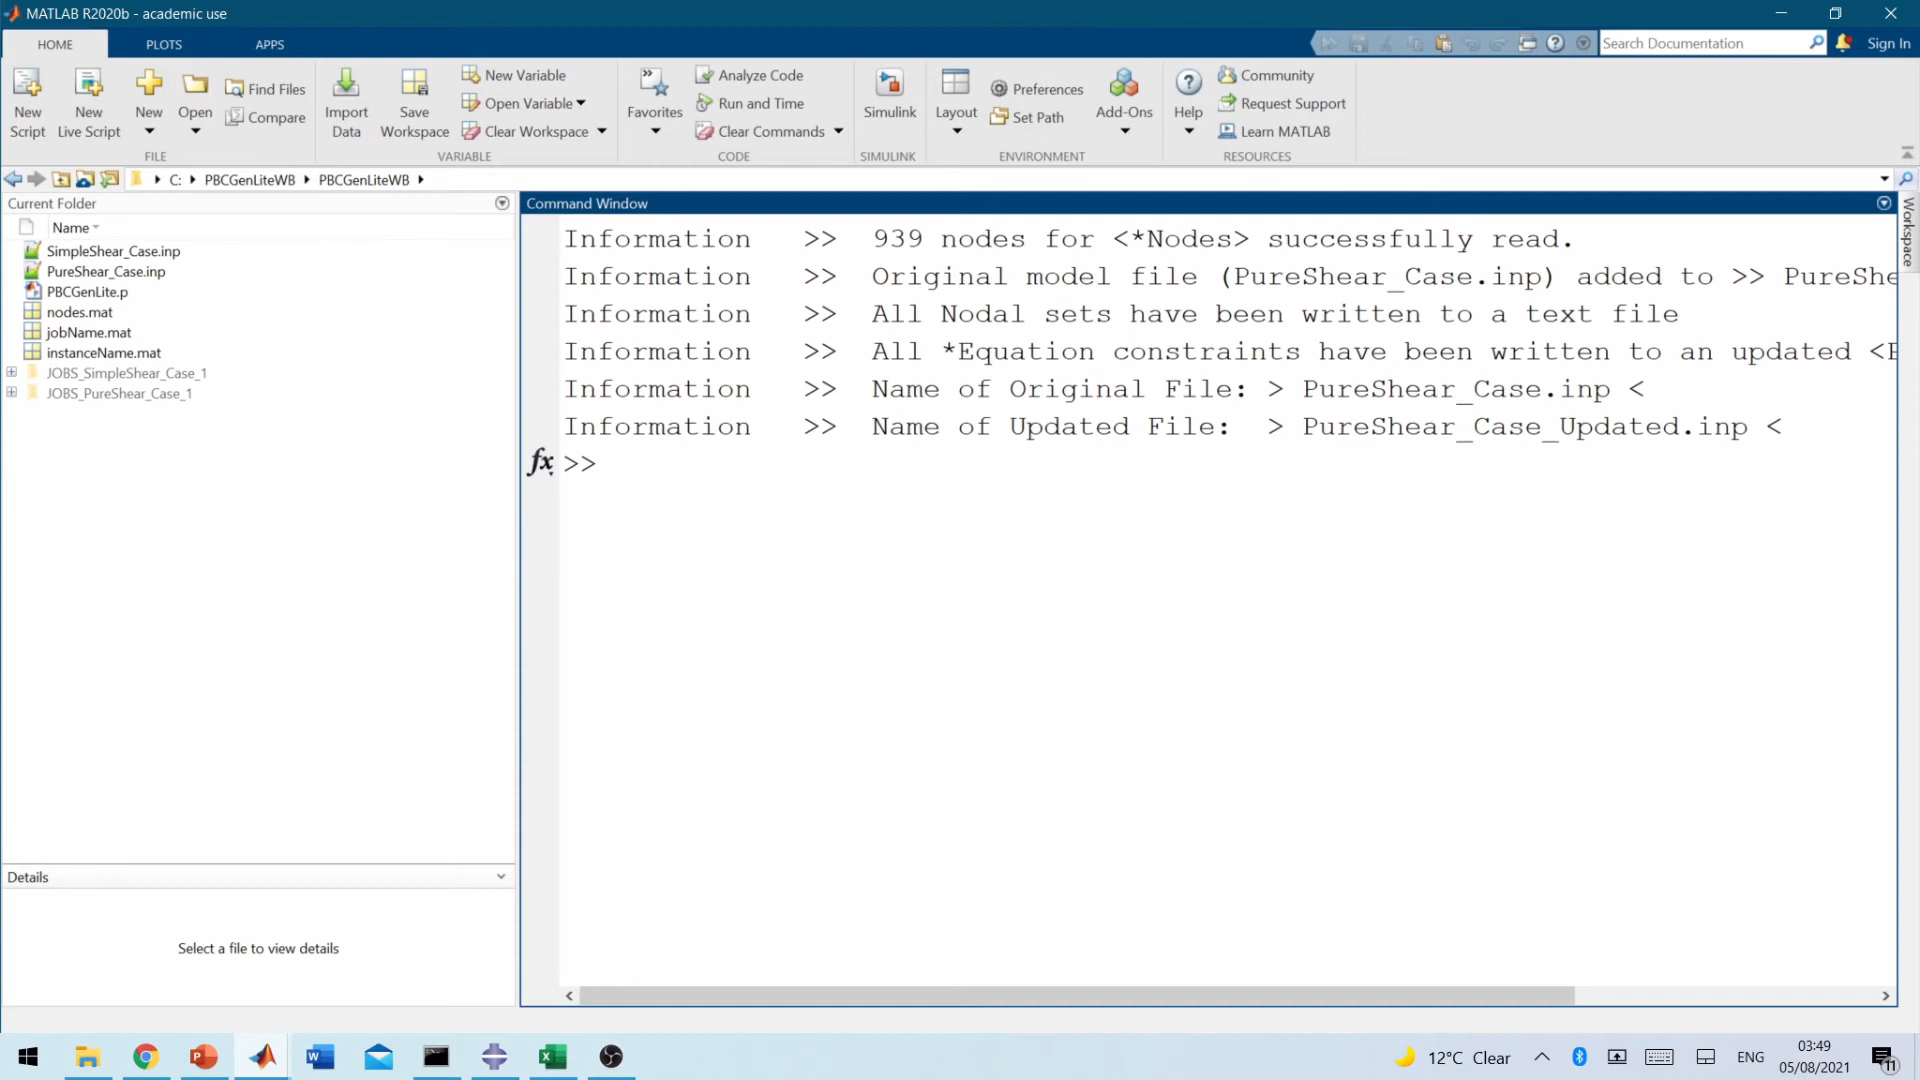 MATLAB R2020b - academic use
HOME PLOTS APPS
Search Documentation Sign In
New Script
New Live Script
New
Open
Find Files
Compare
FILE
Import Data
Save Workspace
New Variable
Open Variable
Clear Workspace
VARIABLE
Favorites
Analyze Code
Run and Time
Clear Commands
CODE
Simulink
SIMULINK
Layout
Preferences
Set Path
Add-Ons
ENVIRONMENT
Help
Community
Request Support
Learn MATLAB
RESOURCES
C: PBCGenLiteWB PBCGenLiteWB
Current Folder
Name
SimpleShear_Case.inp
PureShear_Case.inp
PBCGenLite.p
nodes.mat
jobName.mat
instanceName.mat
JOBS_SimpleShear_Case_1
JOBS_PureShear_Case_1
Details
Select a file to view details
Command Window
Information >> 939 nodes for <*Nodes> successfully read.
Information >> Original model file (PureShear_Case.inp) added to >> PureShe
Information >> All Nodal sets have been written to a text file
Information >> All *Equation constraints have been written to an updated <
Information >> Name of Original File: > PureShear_Case.inp <
Information >> Name of Updated File: > PureShear_Case_Updated.inp <
fx >>
Workspace
12°C Clear
ENG
03:49
05/08/2021
11